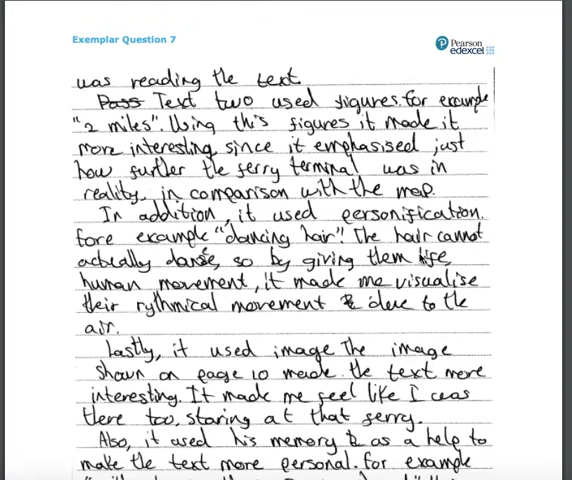 Exemplar Question 7
Pearson
edexcel
was reading the text
Pass Text two used figures. for example
"2 miles". Using this figures it made it
more interesting, since it emphasised just
how further the ferry terminal was in
reality, in comparison with the map.
In addition, it used personification.
fore example "dancing hair"! The hair cannot
actually danse, so by giving them life
human movement, it made me visualise
their rythmical movement & due to the
air.
Lastly, it used image The image
shown on page 10 made the text more
interesting. It made me feel like I was
there too, staring at that ferry.
Also, it used his memory as a help to
make the text more personal. for example